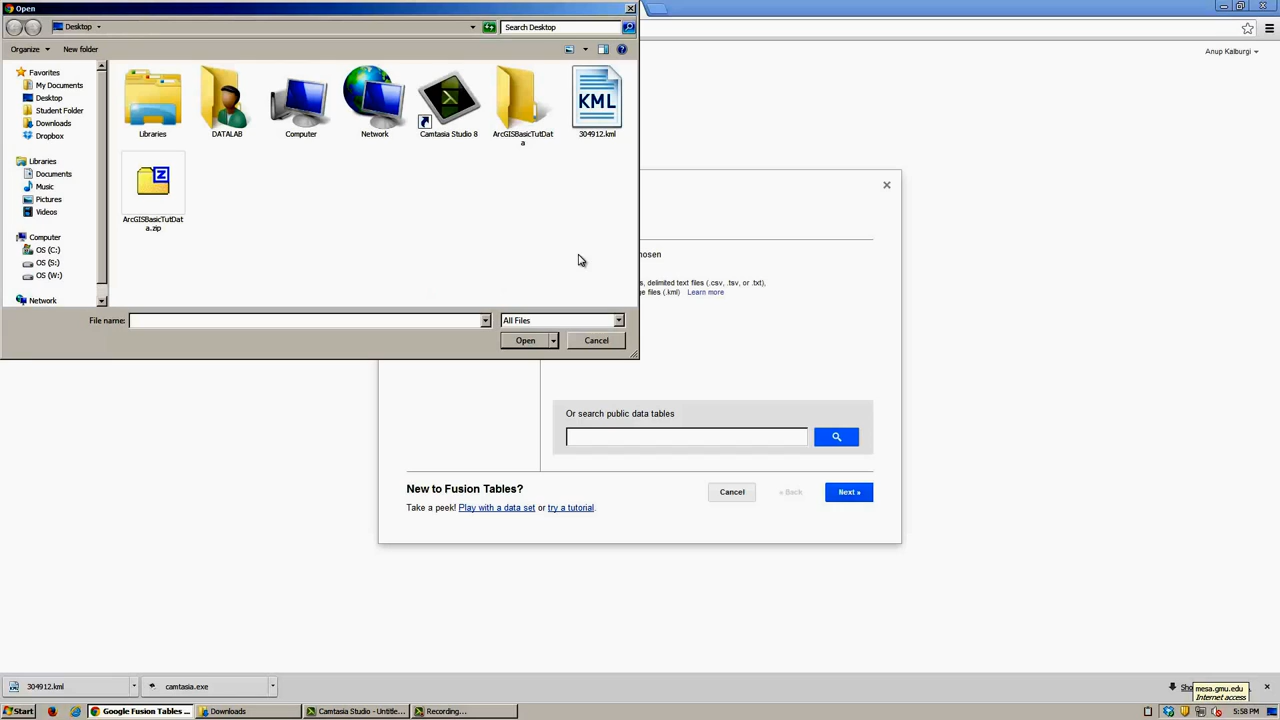 Open
Desktop
Search Desktop
Anup Kalburgi
Organize
New folder
Favorites
My Documents
Desktop
Student Folder
Downloads
Dropbox
Libraries
Documents
Music
Pictures
Videos
Computer
OS (C:)
OS (S:)
OS (W:)
Network
Libraries
DATALAB
Computer
Network
Camtasia Studio 8
ArcGISBasicTutDat
a
KML
304912.kml
Z
ArcGISBasicTutDat
a.zip
File name:
All Files
Open
Cancel
hosen
s, delimited text files (.csv, .tsv, or .txt),
ge files (.kml) Learn more
Or search public data tables
New to Fusion Tables?
Take a peek! Play with a data set or try a tutorial.
Cancel
« Back
Next »
304912.kml
camtasia.exe
mesa.gmu.edu
Internet access
Start
Google Fusion Tables ...
Downloads
Camtasia Studio - Untitle...
Recording...
5:58 PM